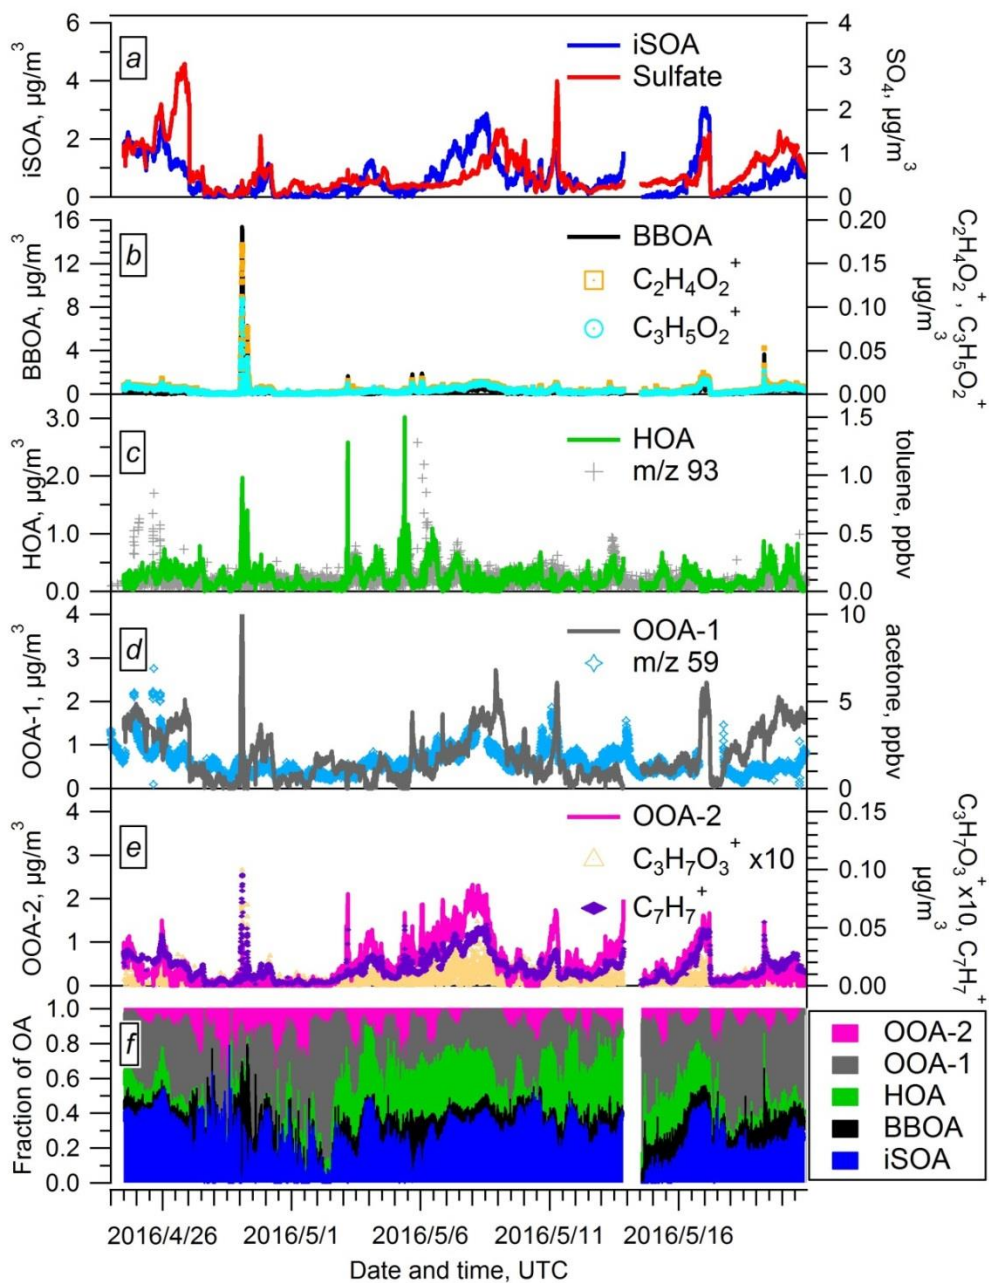 a
iSOA
Sulfate
iSOA, µg/m³
6
4
2
0
SO₄, µg/m³
4
3
2
1
0
b
BBOA
C₂H₄O₂⁺
C₃H₅O₂⁺
BBOA, µg/m³
16
12
8
4
0
C₂H₄O₂⁺, C₃H₅O₂⁺
µg/m³
0.20
0.15
0.10
0.05
0.00
c
HOA
m/z 93
HOA, µg/m³
3.0
2.0
1.0
0.0
toluene, ppbv
1.5
1.0
0.5
0.0
d
OOA-1
m/z 59
OOA-1, µg/m³
4
3
2
1
0
acetone, ppbv
10
5
0
e
OOA-2
C₃H₇O₃⁺ x10
C₇H₇⁺
OOA-2, µg/m³
4
3
2
1
0
C₃H₇O₃⁺ x10, C₇H₇⁺
µg/m³
0.15
0.10
0.05
0.00
f
Fraction of OA
1.0
0.8
0.6
0.4
0.2
0.0
OOA-2
OOA-1
HOA
BBOA
iSOA
2016/4/26
2016/5/1
2016/5/6
2016/5/11
2016/5/16
Date and time, UTC